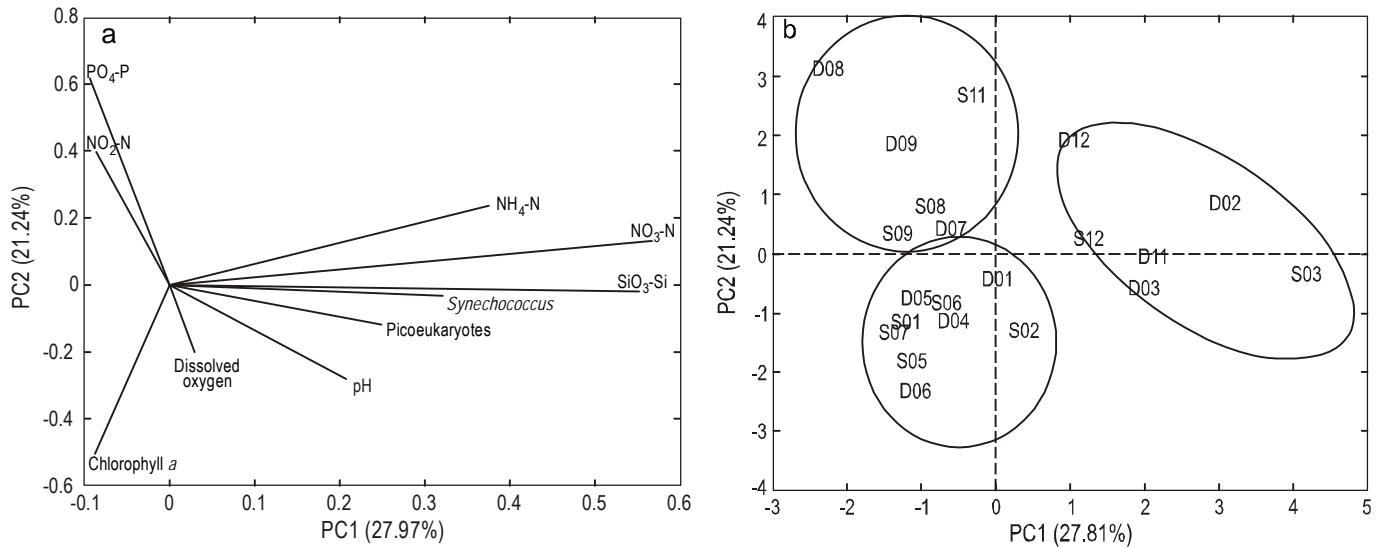 a
PC2 (21.24%)
0.8
0.6
0.4
0.2
0
-0.2
-0.4
-0.6
PO4-P
NO2-N
NH4-N
NO3-N
SiO3-Si
Synechococcus
Picoeukaryotes
Dissolved
oxygen
pH
Chlorophyll a
-0.1 0 0.1 0.2 0.3 0.4 0.5 0.6
PC1 (27.97%)
b
PC2 (21.24%)
4
3
2
1
0
-1
-2
-3
-4
D08
S11
D09
D12
S08
D02
D07
S09
S12
D11
S03
D01
D03
D05
S06
S01
D04
S07
S02
S05
D06
-3 -2 -1 0 1 2 3 4 5
PC1 (27.81%)